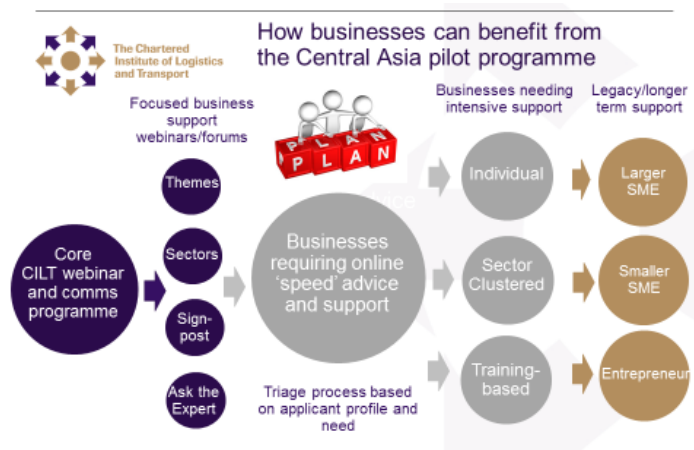 How businesses can benefit from
the Central Asia pilot programme
The Chartered
Institute of Logistics
and Transport
Focused business
support
webinars/forums
Businesses needing
intensive support
Legacy/longer
term support
PLAN
PLAN
Themes
Sectors
Sign-
post
Ask the
Expert
Core
CILT webinar
and comms
programme
Businesses
requiring online
‘speed’ advice
and support
Triage process based
on applicant profile and
need
Individual
Sector
Clustered
Training-
based
Larger
SME
Smaller
SME
Entrepreneur